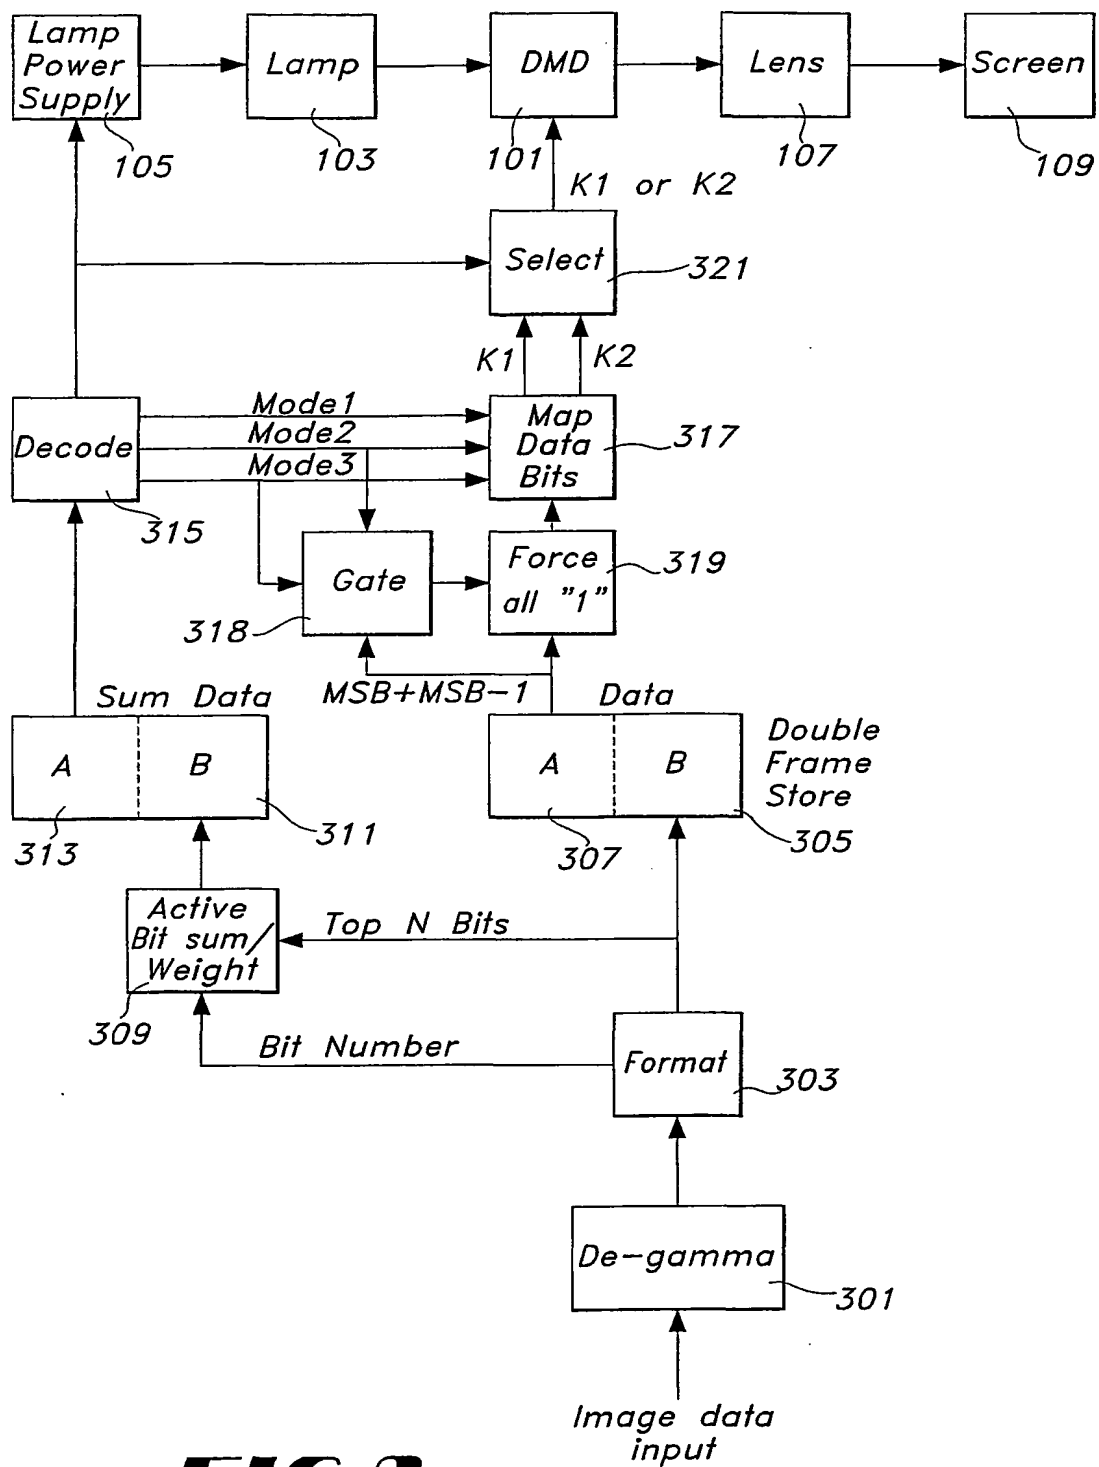 Lamp
Power
Supply
Lamp
DMD
Lens
Screen
105
103
101
107
109
K1 or K2
Select
321
K1
K2
Decode
Mode1
Mode2
Mode3
Map
Data
Bits
317
315
Gate
Force
all "1"
319
318
MSB+MSB-1
Sum Data
Data
A
B
A
B
Double
Frame
Store
313
311
307
305
Active
Bit sum/
Weight
Top N Bits
309
Bit Number
Format
303
De-gamma
301
Image data
input